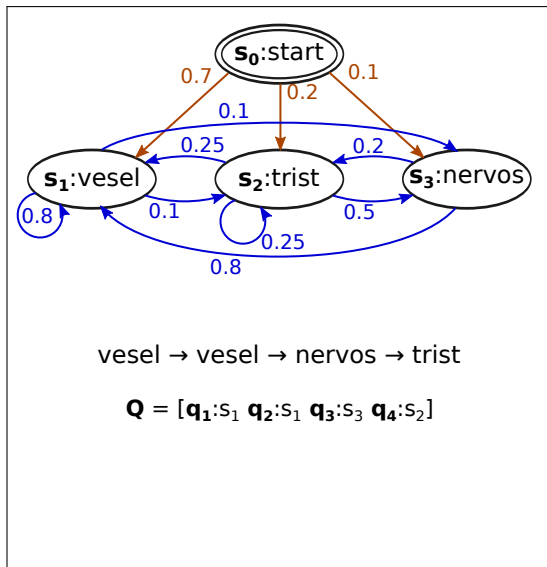 s₀:start
0.7
0.2
0.1
0.1
0.25
0.2
s₁:vesel
s₂:trist
s₃:nervos
0.8
0.1
0.25
0.5
0.8
vesel → vesel → nervos → trist
Q = [q₁:s₁ q₂:s₁ q₃:s₃ q₄:s₂]